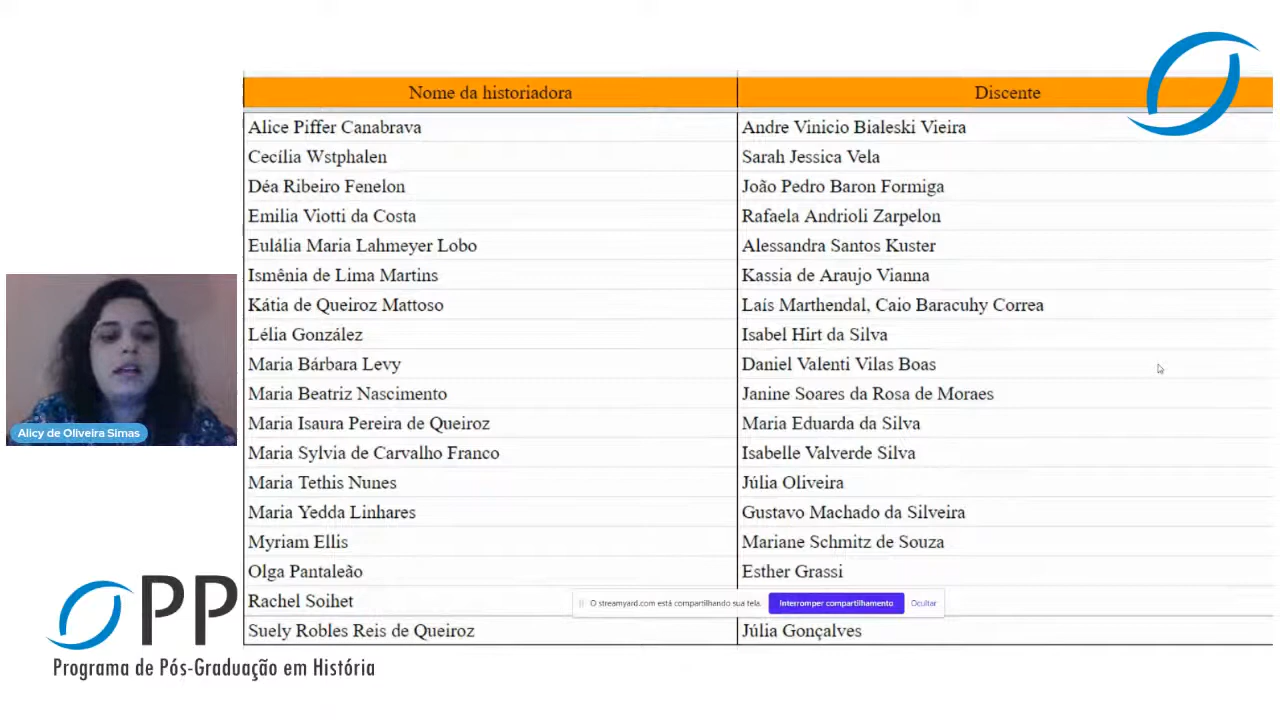 Nome da historiadora Discente
Alice Piffer Canabrava Andre Vinicio Bialeski Vieira
Cecília Wstphalen Sarah Jessica Vela
Déa Ribeiro Fenelon João Pedro Baron Formiga
Emilia Viotti da Costa Rafaela Andrioli Zarpelon
Eulália Maria Lahmeyer Lobo Alessandra Santos Kuster
Ismênia de Lima Martins Kassia de Araujo Vianna
Kátia de Queiroz Mattoso Laís Marthendal, Caio Baracuhy Correa
Lélia González Isabel Hirt da Silva
Maria Bárbara Levy Daniel Valenti Vilas Boas
Maria Beatriz Nascimento Janine Soares da Rosa de Moraes
Maria Isaura Pereira de Queiroz Maria Eduarda da Silva
Alicy de Oliveira Simas
Maria Sylvia de Carvalho Franco Isabelle Valverde Silva
Maria Tethis Nunes Júlia Oliveira
Maria Yedda Linhares Gustavo Machado da Silveira
Myriam Ellis Mariane Schmitz de Souza
Olga Pantaleão Esther Grassi
Rachel Soihet
O streamyard.com está compartilhando sua tela. Interromper compartilhamento Ocultar
Suely Robles Reis de Queiroz Júlia Gonçalves
PP
Programa de Pós-Graduação em História